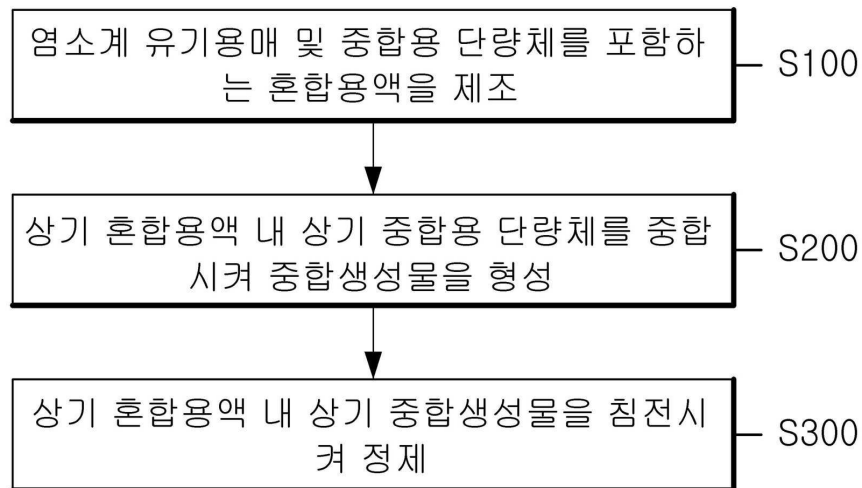 염소계 유기용매 및 중합용 단량체를 포함하
는 혼합용액을 제조
S100
상기 혼합용액 내 상기 중합용 단량체를 중합
시켜 중합생성물을 형성
S200
상기 혼합용액 내 상기 중합생성물을 침전시
켜 정제
S300